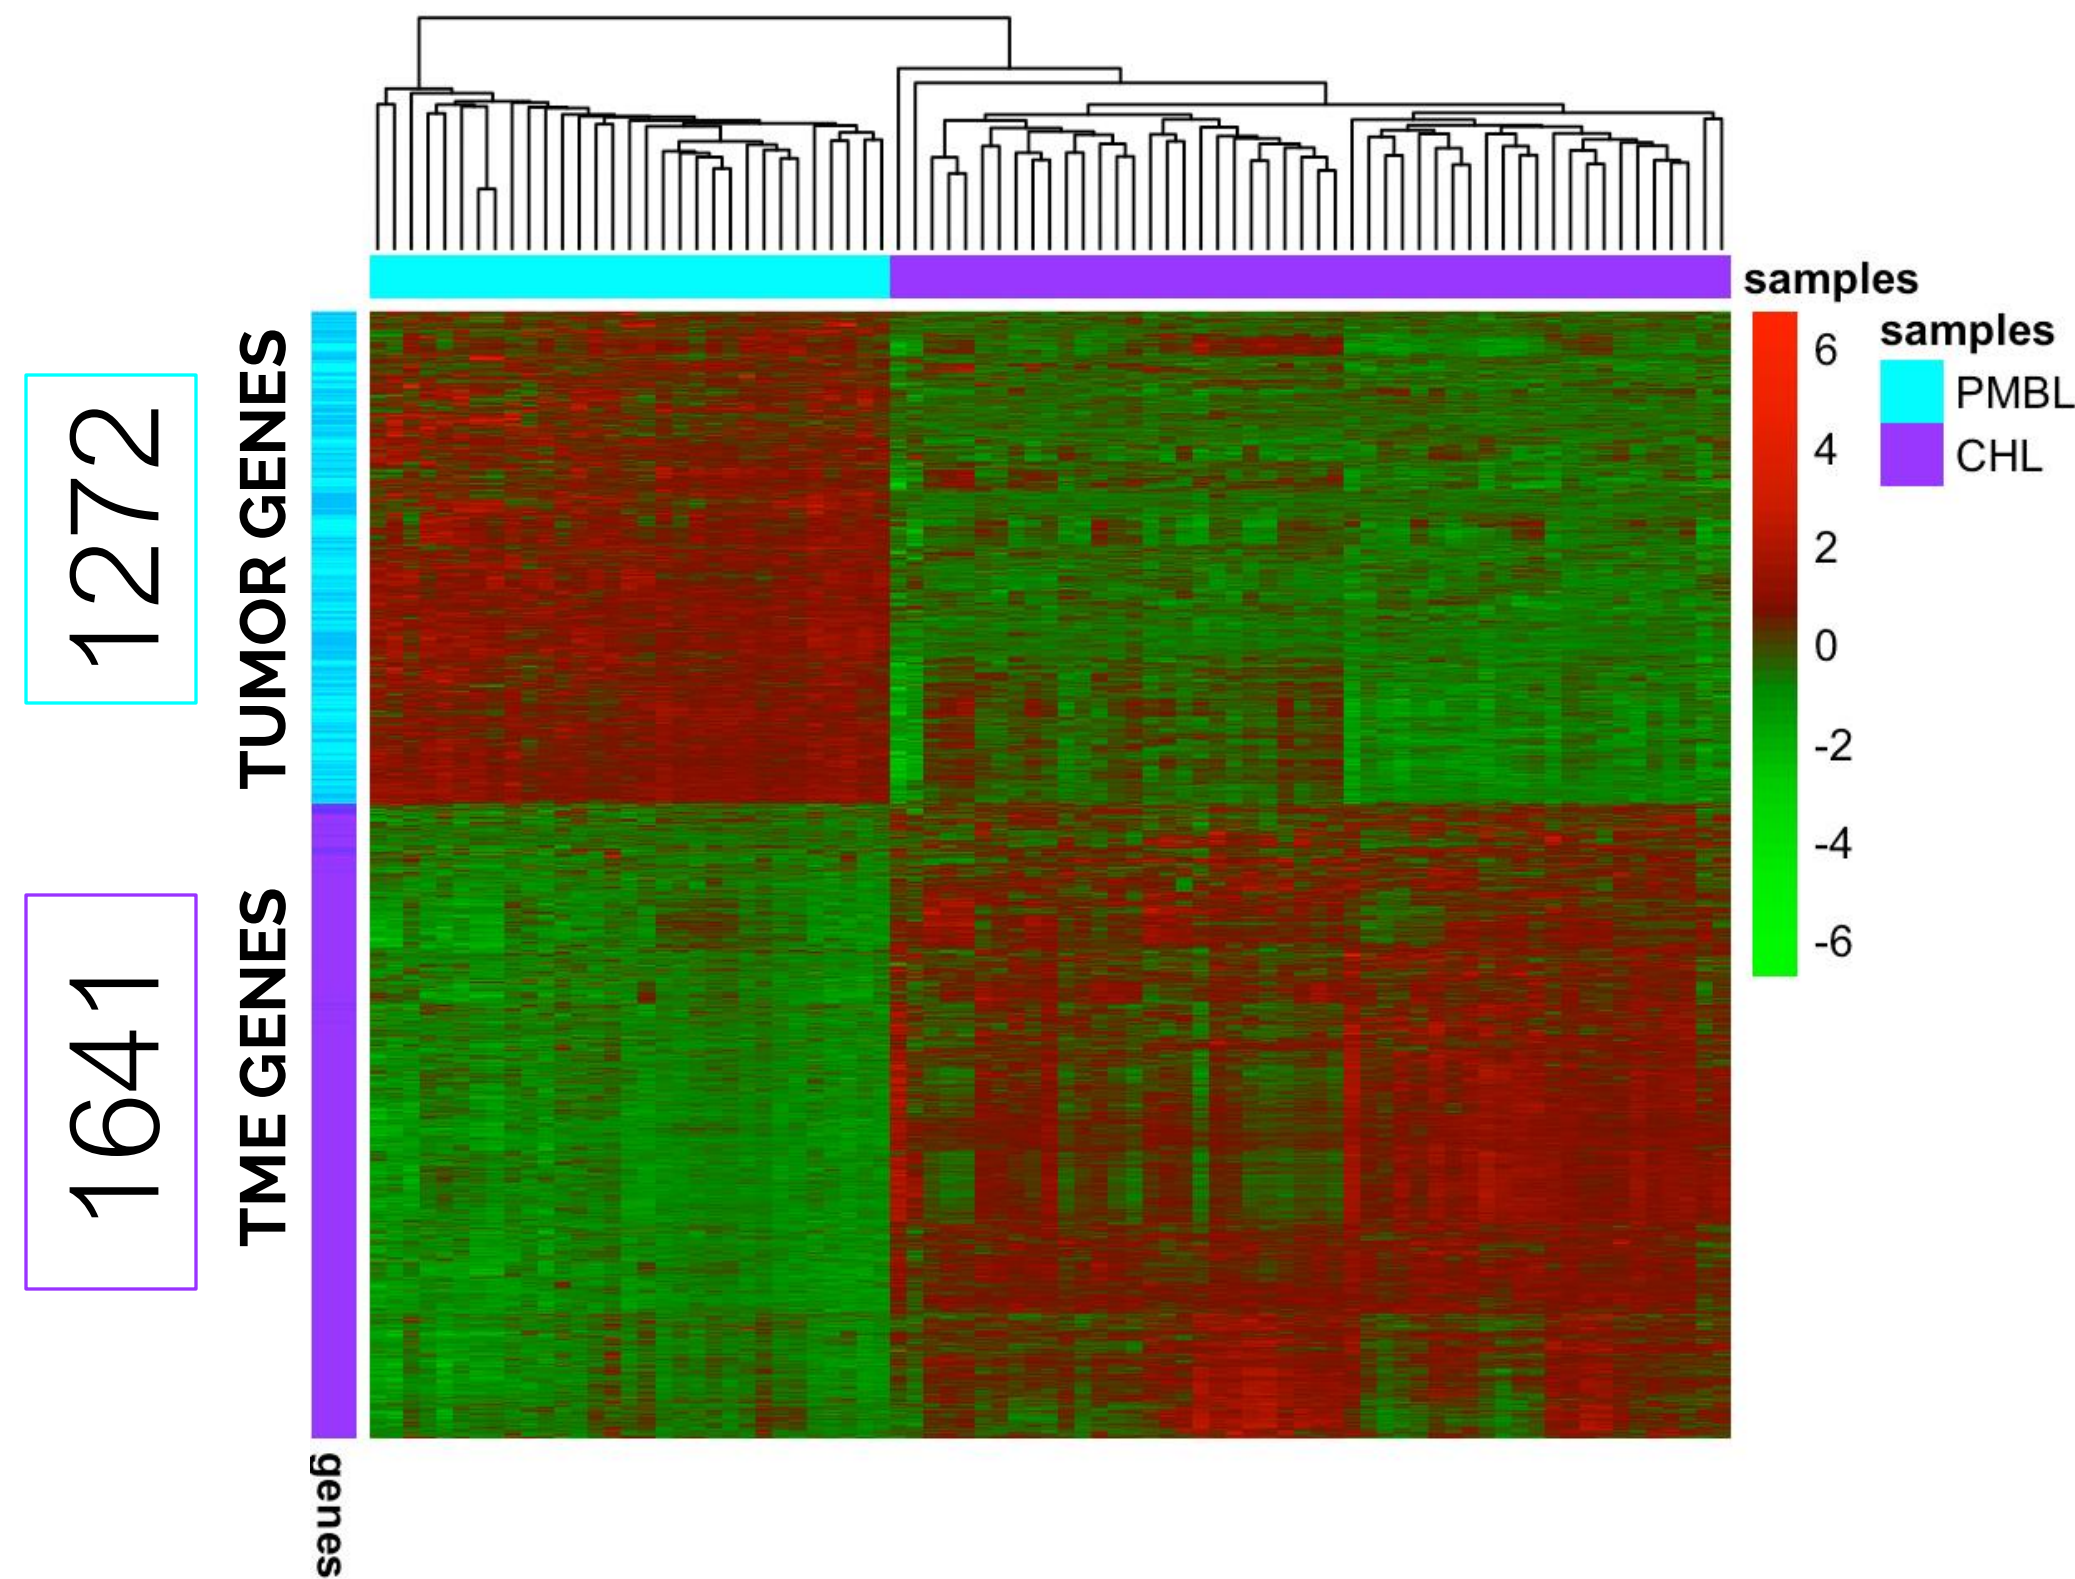 1272
TUMOR GENES
1641
TME GENES
genes
samples
6
4
2
0
-2
-4
-6
samples
PMBL
CHL